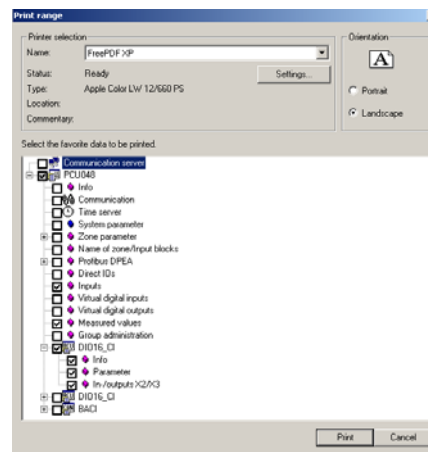 Print range
Printer selection
Name: FreePDF XP
Status: Ready
Settings...
Type: Apple Color LW 12/660 PS
Location:
Commentary:
Orientation
A
Portrait
Landscape
Select the favorite data to be printed.
Communication server
PCU048
Info
Communication
Time server
System parameter
Zone parameter
Name of zone/Input blocks
Profibus DPEA
Direct IDs
Inputs
Virtual digital inputs
Virtual digital outputs
Measured values
Group administration
DIO16_CI
Info
Parameter
In-/outputs X2/X3
DIO16_CI
BACI
Print
Cancel